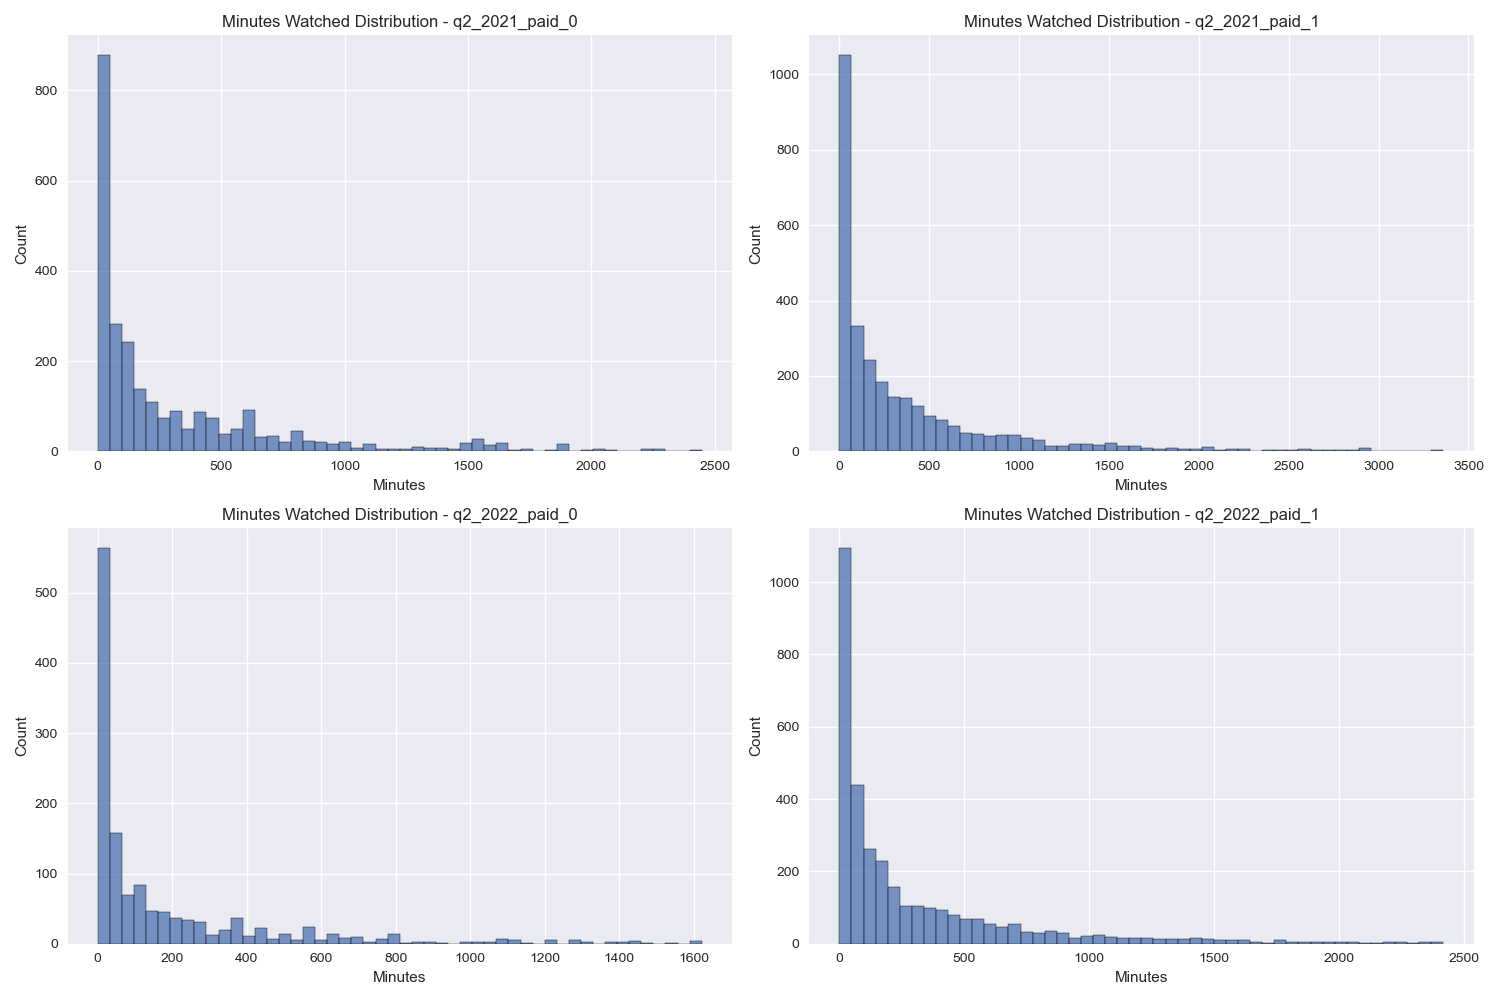 Minutes Watched Distribution - q2_2021_paid_0
800
600
400
200
0
Count
0 500 1000 1500 2000 2500
Minutes
Minutes Watched Distribution - q2_2021_paid_1
1000
800
600
400
200
0
Count
0 500 1000 1500 2000 2500 3000 3500
Minutes
Minutes Watched Distribution - q2_2022_paid_0
500
400
300
200
100
0
Count
0 200 400 600 800 1000 1200 1400 1600
Minutes
Minutes Watched Distribution - q2_2022_paid_1
1000
800
600
400
200
0
Count
0 500 1000 1500 2000 2500
Minutes